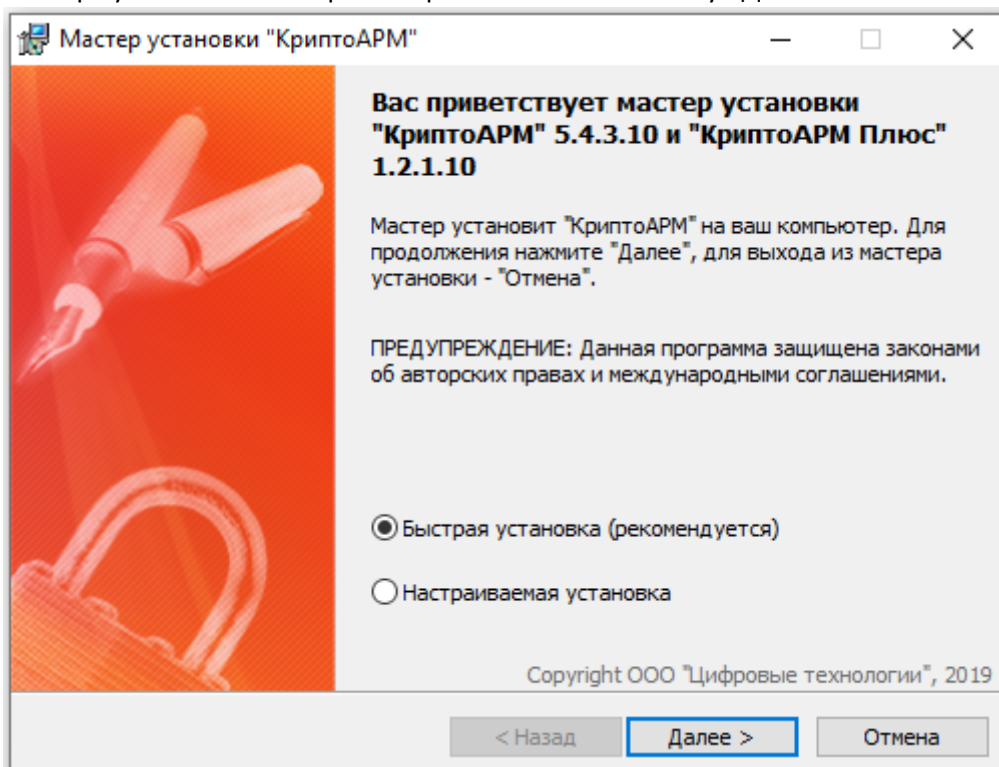 Мастер установки "КриптоАРМ"
Вас приветствует мастер установки
"КриптоАРМ" 5.4.3.10 и "КриптоАРМ Плюс"
1.2.1.10
Мастер установит "КриптоАРМ" на ваш компьютер. Для
продолжения нажмите "Далее", для выхода из мастера
установки - "Отмена".
ПРЕДУПРЕЖДЕНИЕ: Данная программа защищена законами
об авторских правах и международными соглашениями.
Быстрая установка (рекомендуется)
Настраиваемая установка
Copyright ООО "Цифровые технологии", 2019
< Назад
Далее >
Отмена